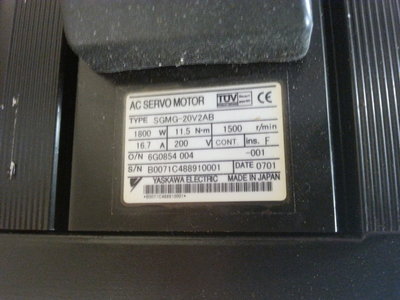 AC SERVO MOTOR TÜV CE
TYPE SGMG-20V2AB
1800 W 11.5 N·m 1500 r/min
16.7 A 200 V CONT ins. F
O/N 6G0854 004 -001
S/N B0071C488910001 DATE 0701
YASKAWA ELECTRIC MADE IN JAPAN
*B0071C488910001*